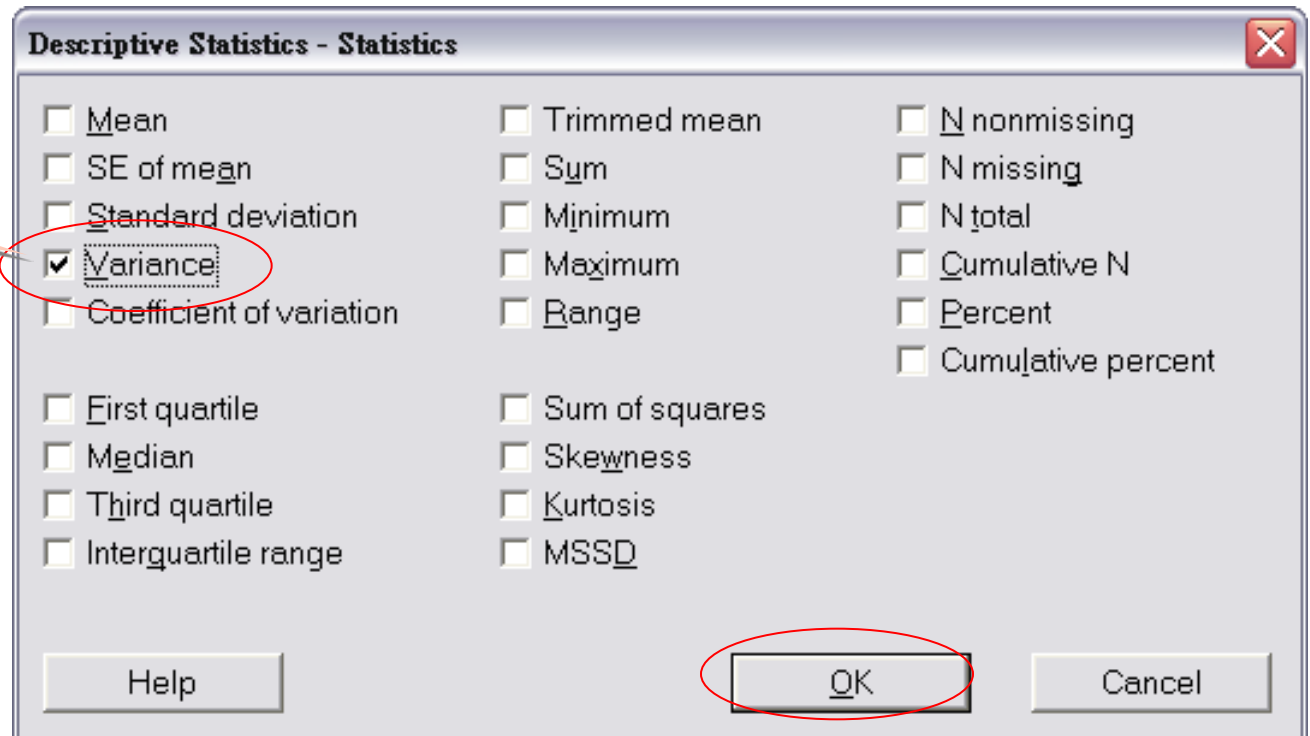 Descriptive Statistics - Statistics
Mean
SE of mean
Standard deviation
Variance
Coefficient of variation
First quartile
Median
Third quartile
Interquartile range
Trimmed mean
Sum
Minimum
Maximum
Range
Sum of squares
Skewness
Kurtosis
MSSD
N nonmissing
N missing
N total
Cumulative N
Percent
Cumulative percent
Help
OK
Cancel